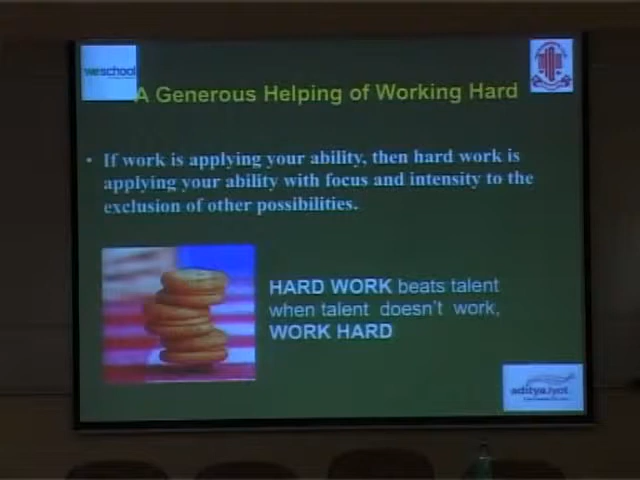 weschool
A Generous Helping of Working Hard
• If work is applying your ability, then hard work is
applying your ability with focus and intensity to the
exclusion of other possibilities.
HARD WORK beats talent
when talent doesn't work,
WORK HARD
aditya jyot